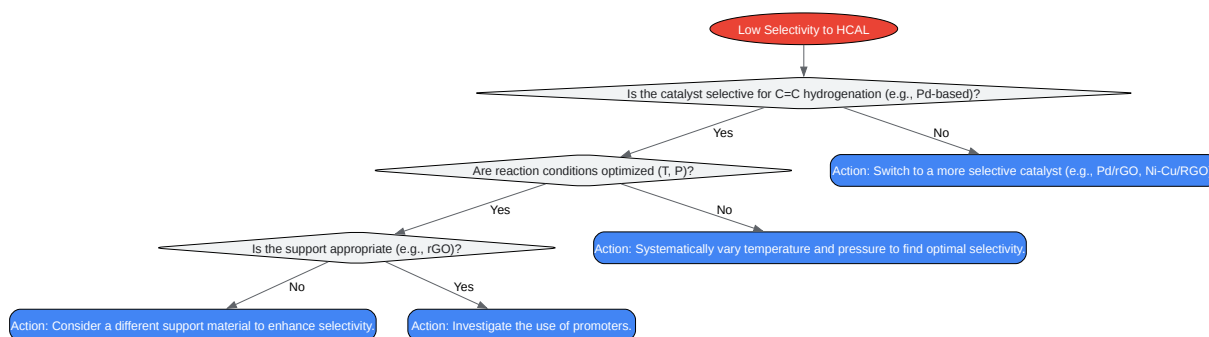 Low Selectivity to HCAL
Is the catalyst selective for C=C hydrogenation (e.g., Pd-based)?
Yes
No
Are reaction conditions optimized (T, P)?
Action: Switch to a more selective catalyst (e.g., Pd/rGO, Ni-Cu/RGO
Yes
No
Is the support appropriate (e.g., rGO)?
Action: Systematically vary temperature and pressure to find optimal selectivity.
No
Yes
Action: Consider a different support material to enhance selectivity.
Action: Investigate the use of promoters.